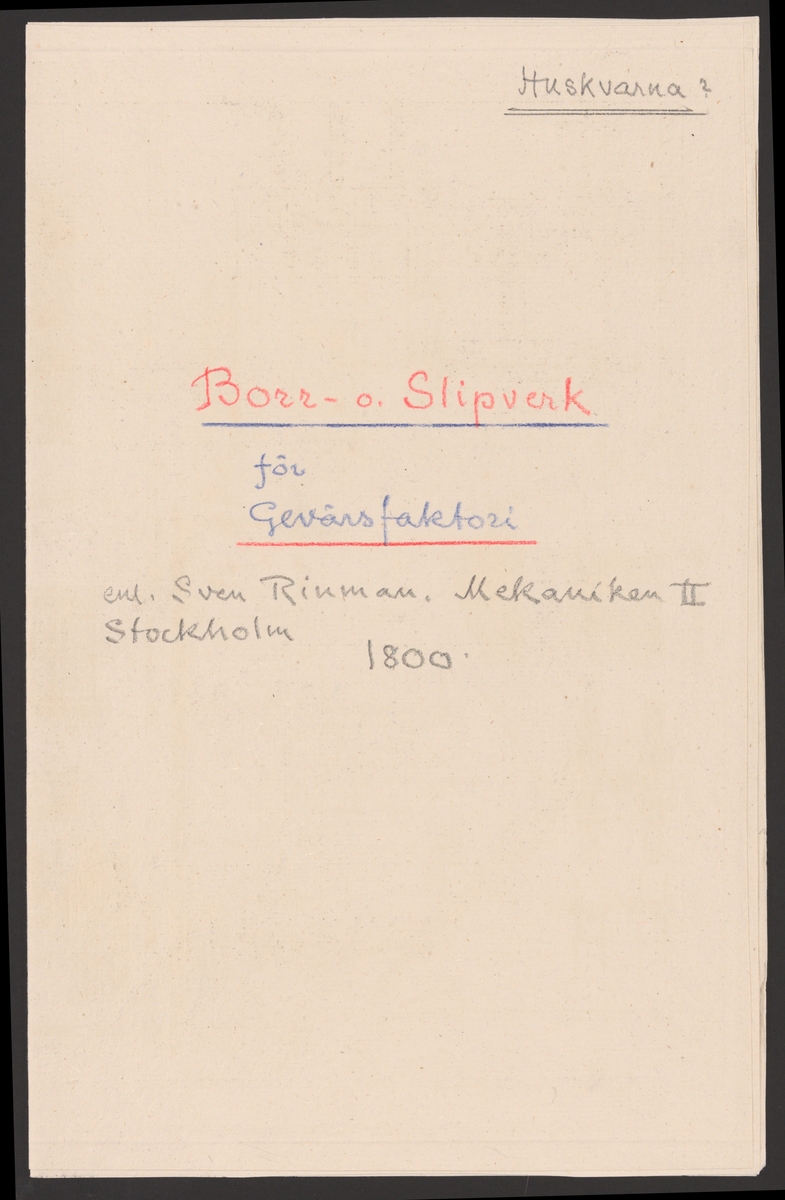 Huskvarna?
Borr- o. Slipverk
för
Gevärsfaktori
enl. Sven Rinman. Mekaniken II
Stockholm
1800.